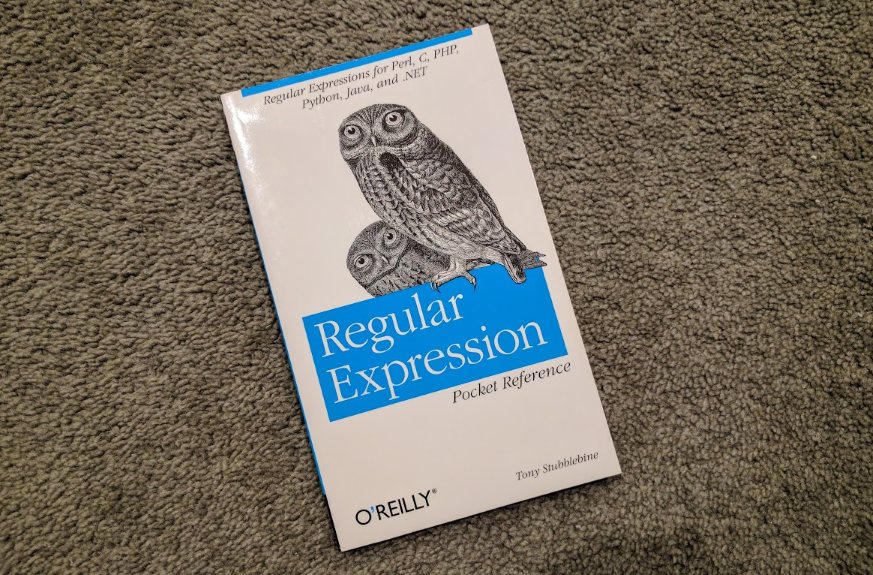 Regular Expressions for Perl, C, PHP,
Python, Java, and .NET
Regular
Expression
Pocket Reference
Tony Stubblebine
O'REILLY®